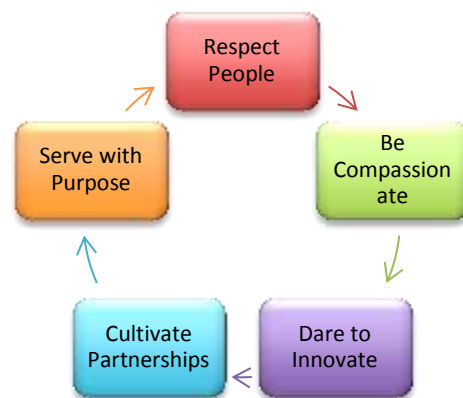 Respect
People
Be
Compassion
ate
Dare to
Innovate
Cultivate
Partnerships
Serve with
Purpose